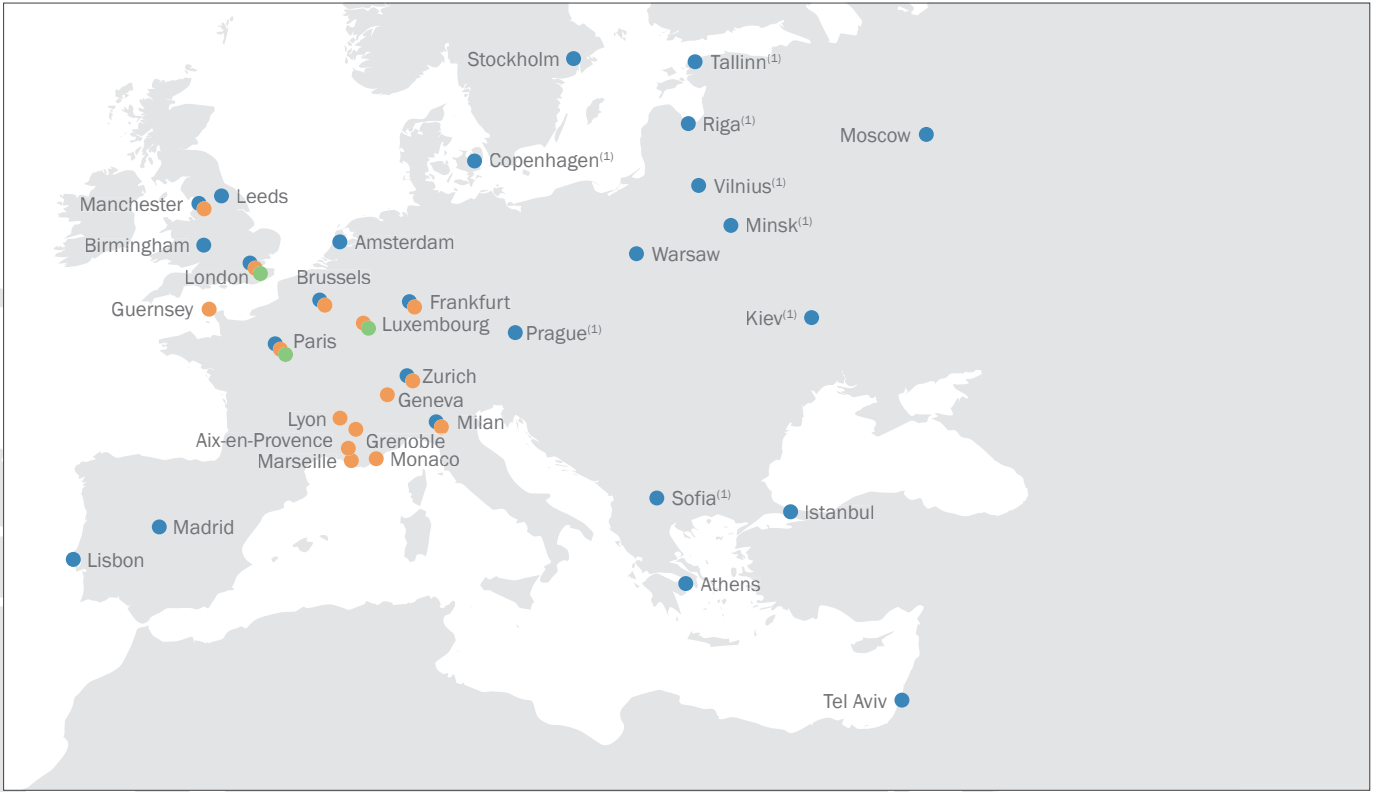 Stockholm
Tallinn(1)
Riga(1)
Moscow
Copenhagen(1)
Vilnius(1)
Manchester
Leeds
Minsk(1)
Birmingham
Amsterdam
Warsaw
London
Brussels
Guernsey
Frankfurt
Luxembourg
Kiev(1)
Prague(1)
Paris
Zurich
Geneva
Lyon
Milan
Aix-en-Provence
Grenoble
Marseille
Monaco
Sofia(1)
Istanbul
Madrid
Lisbon
Athens
Tel Aviv